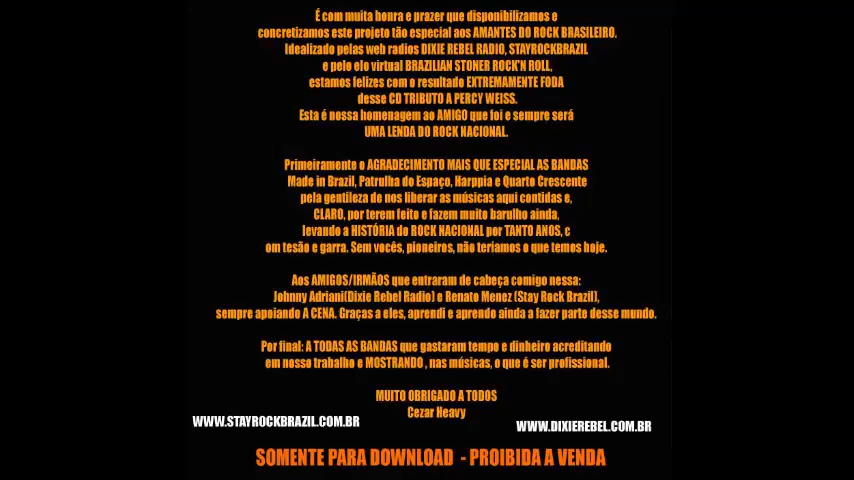 É com muita honra e prazer que disponibilizamos e
concretizamos este projeto tão especial aos AMANTES DO ROCK BRASILEIRO.
Idealizado pelas web radios DIXIE REBEL RADIO, STAYROCKBRAZIL
e pelo elo virtual BRAZILIAN STONER ROCK'N ROLL,
estamos felizes com o resultado EXTREMAMENTE FODA
desse CD TRIBUTO A PERCY WEISS.
Esta é nossa homenagem ao AMIGO que foi e sempre será
UMA LENDA DO ROCK NACIONAL.
Primeiramente o AGRADECIMENTO MAIS QUE ESPECIAL AS BANDAS
Made in Brazil, Patrulha do Espaço, Harppia e Quarto Crescente
pela gentileza de nos liberar as músicas aqui contidas e,
CLARO, por terem feito e fazem muito barulho ainda,
levando a HISTÓRIA do ROCK NACIONAL por TANTO ANOS, c
om tesão e garra. Sem vocês, pioneiros, não teríamos o que temos hoje.
Aos AMIGOS/IRMÃOS que entraram de cabeça comigo nessa:
Johnny Adriani(Dixie Rebel Radio) e Renato Menez (Stay Rock Brazil),
sempre apoiando A CENA. Graças a eles, aprendi e aprendo ainda a fazer parte desse mundo.
Por final: A TODAS AS BANDAS que gastaram tempo e dinheiro acreditando
em nosso trabalho e MOSTRANDO , nas músicas, o que é ser profissional.
MUITO OBRIGADO A TODOS
Cezar Heavy
WWW.STAYROCKBRAZIL.COM.BR
WWW.DIXIEREBEL.COM.BR
SOMENTE PARA DOWNLOAD - PROIBIDA A VENDA